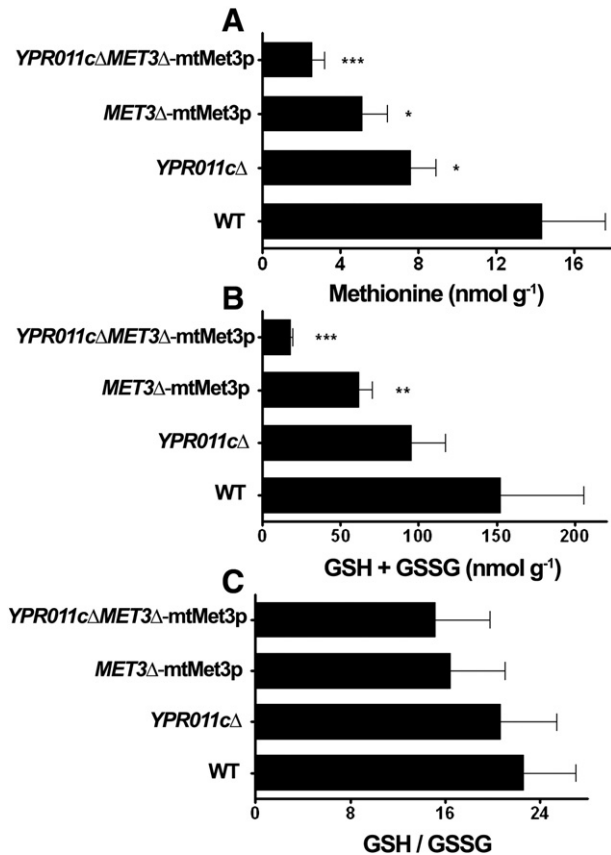 A
YPR011cΔMET3Δ-mtMet3p
***
MET3Δ-mtMet3p
*
YPR011cΔ
*
WT
0 4 8 12 16
Methionine (nmol g⁻¹)
B
YPR011cΔMET3Δ-mtMet3p
***
MET3Δ-mtMet3p
**
YPR011cΔ
WT
0 50 100 150 200
GSH + GSSG (nmol g⁻¹)
C
YPR011cΔMET3Δ-mtMet3p
MET3Δ-mtMet3p
YPR011cΔ
WT
0 8 16 24
GSH / GSSG